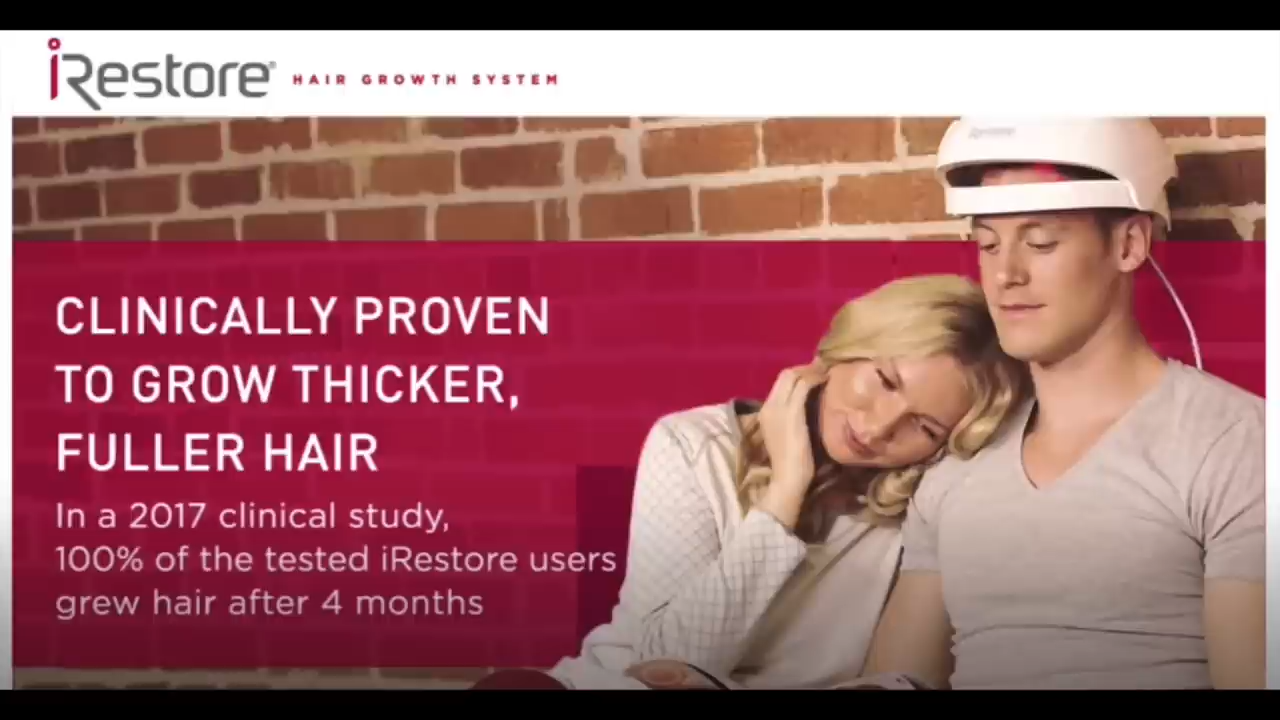 iRestore® HAIR GROWTH SYSTEM
CLINICALLY PROVEN
TO GROW THICKER,
FULLER HAIR
In a 2017 clinical study,
100% of the tested iRestore users
grew hair after 4 months